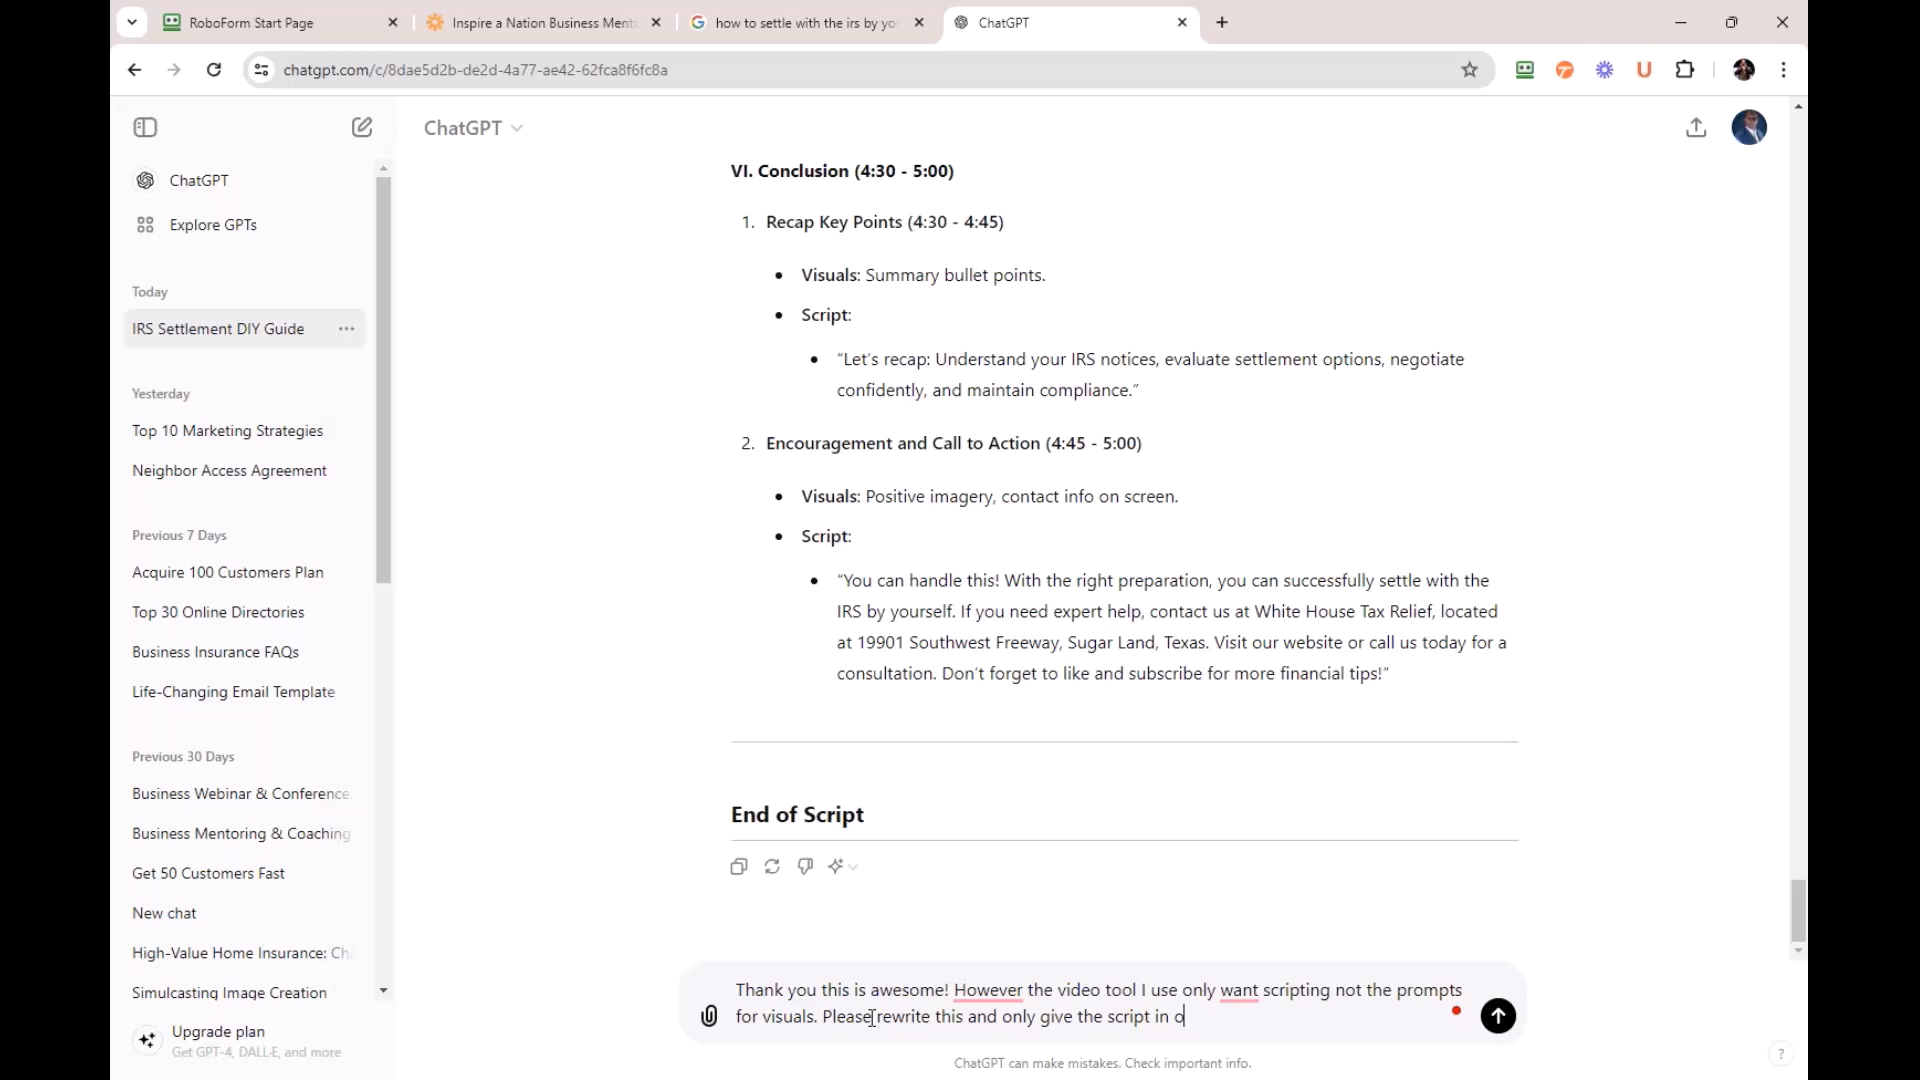 RoboForm Start Page
Inspire a Nation Business Ment
how to settle with the irs by yo
ChatGPT
chatgpt.com/c/8dae5d2b-de2d-4a77-ae42-62fca8f6fc8a
ChatGPT
Explore GPTs
Today
IRS Settlement DIY Guide
Yesterday
Top 10 Marketing Strategies
Neighbor Access Agreement
Previous 7 Days
Acquire 100 Customers Plan
Top 30 Online Directories
Business Insurance FAQs
Life-Changing Email Template
Previous 30 Days
Business Webinar & Conference
Business Mentoring & Coaching
Get 50 Customers Fast
New chat
High-Value Home Insurance: Ch
Simulcasting Image Creation
Upgrade plan
Get GPT-4, DALL·E, and more
ChatGPT
VI. Conclusion (4:30 - 5:00)
1. Recap Key Points (4:30 - 4:45)
• Visuals: Summary bullet points.
• Script:
• “Let’s recap: Understand your IRS notices, evaluate settlement options, negotiate
confidently, and maintain compliance.”
2. Encouragement and Call to Action (4:45 - 5:00)
• Visuals: Positive imagery, contact info on screen.
• Script:
• “You can handle this! With the right preparation, you can successfully settle with the
IRS by yourself. If you need expert help, contact us at White House Tax Relief, located
at 19901 Southwest Freeway, Sugar Land, Texas. Visit our website or call us today for a
consultation. Don’t forget to like and subscribe for more financial tips!”
End of Script
Thank you this is awesome! However the video tool I use only want scripting not the prompts
for visuals. Please rewrite this and only give the script in o
ChatGPT can make mistakes. Check important info.
?